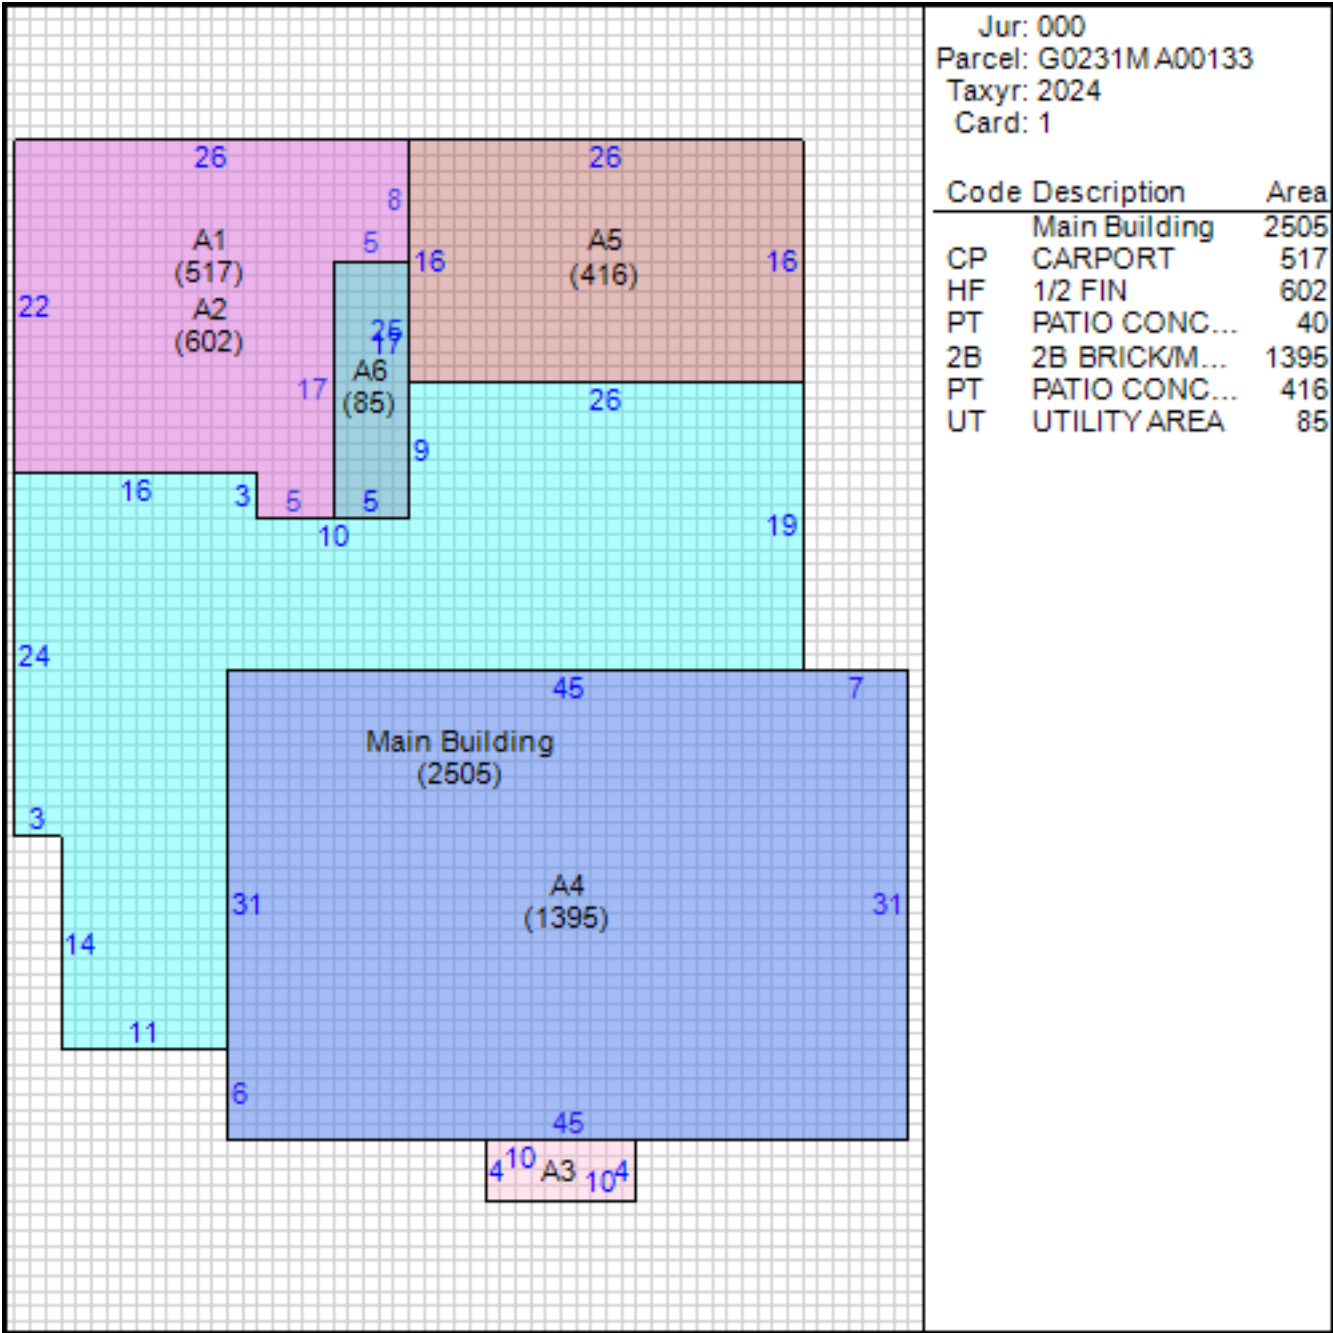 Jur: 000
Parcel: G0231M A00133
Taxyr: 2024
Card: 1
Code Description Area
Main Building 2505
CP CARPORT 517
HF 1/2 FIN 602
PT PATIO CONC... 40
2B 2B BRICK/M... 1395
PT PATIO CONC... 416
UT UTILITY AREA 85
26 26
8
A1 5 A5
(517) 16 (416) 16
22 A2
(602) 25
17
A6
17 (85) 26
9
16 3 5 5
10 19
24
45 7
Main Building
(2505)
3
A4
31 (1395) 31
14
11
6
45
4 10 A3 10 4